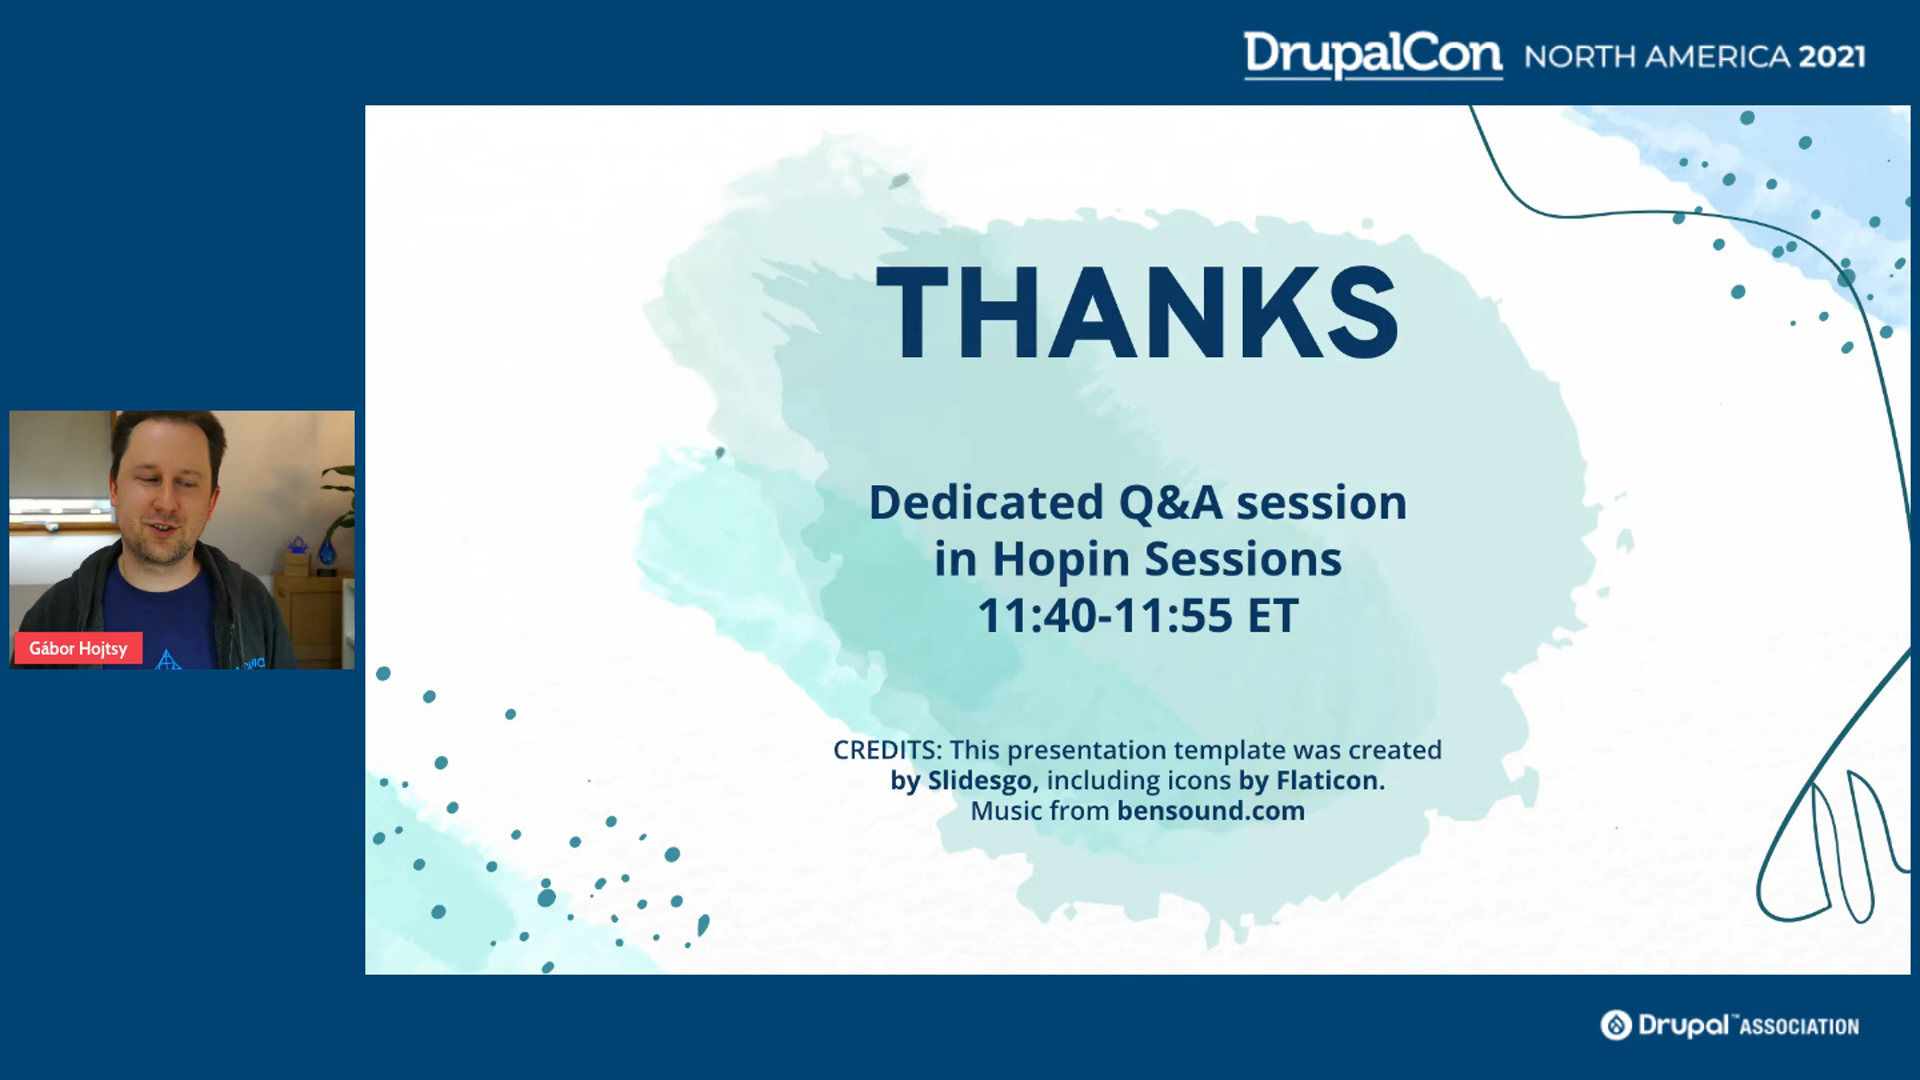 DrupalCon NORTH AMERICA 2021
THANKS
Dedicated Q&A session
in Hopin Sessions
11:40-11:55 ET
Gábor Hojtsy
CREDITS: This presentation template was created
by Slidesgo, including icons by Flaticon.
Music from bensound.com
Drupal™ ASSOCIATION